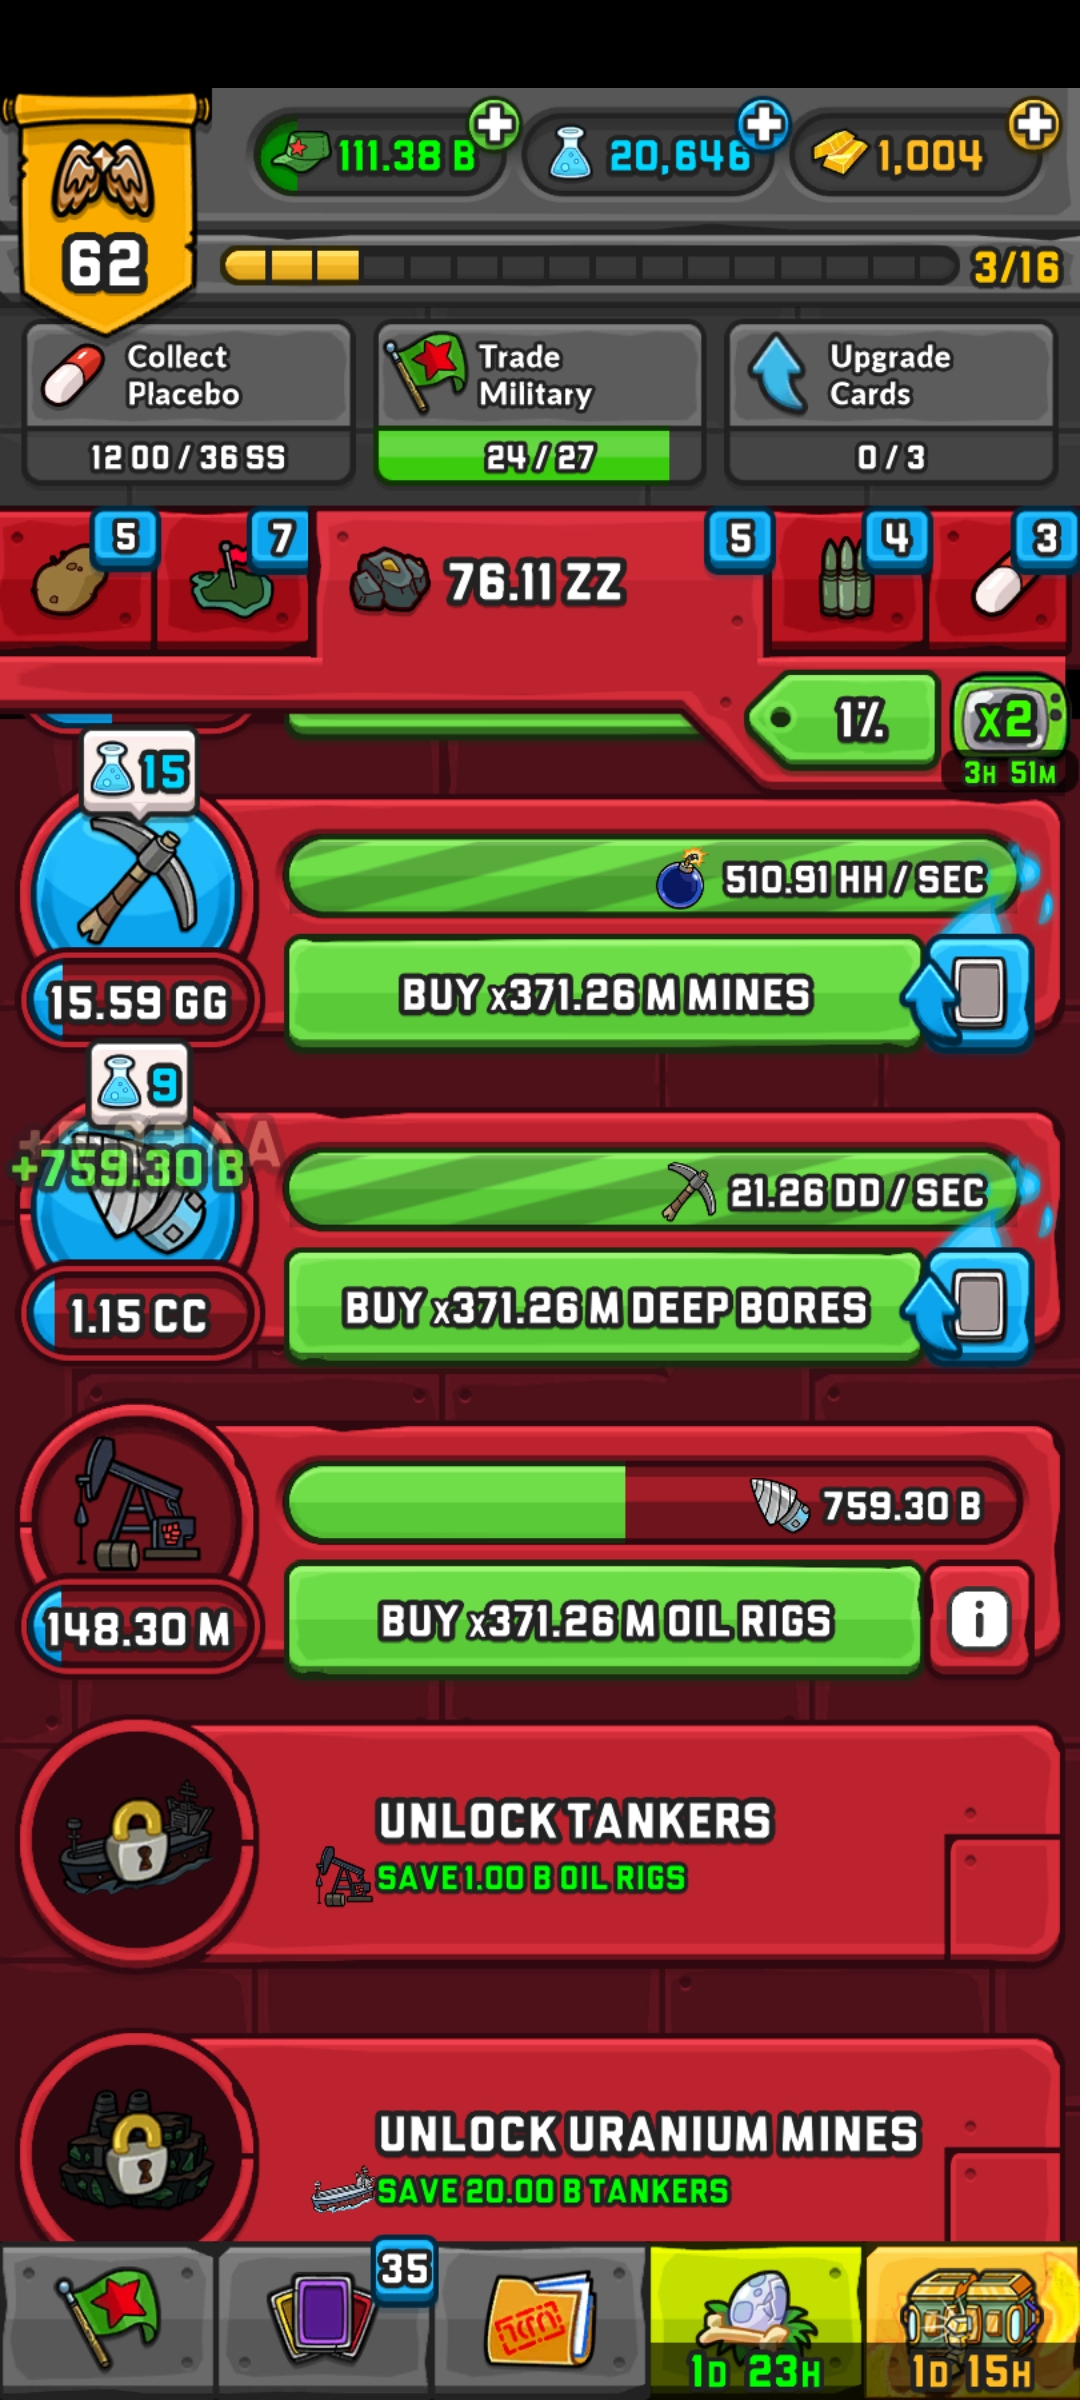 111.38 B
20,646
1,004
62
3/16
Collect
Placebo
12 OO / 36 SS
Trade
Military
24 / 27
Upgrade
Cards
0 / 3
5
7
76.11 ZZ
5
4
3
1%
x2
3H 51M
15
510.91 HH / SEC
15.59 GG
BUY x371.26 M MINES
9
+759.30 B
21.26 DD / SEC
1.15 CC
BUY x371.26 M DEEP BORES
759.30 B
148.30 M
BUY x371.26 M OIL RIGS
i
UNLOCK TANKERS
SAVE 1.00 B OIL RIGS
UNLOCK URANIUM MINES
SAVE 20.00 B TANKERS
35
1D 23H
1D 15H